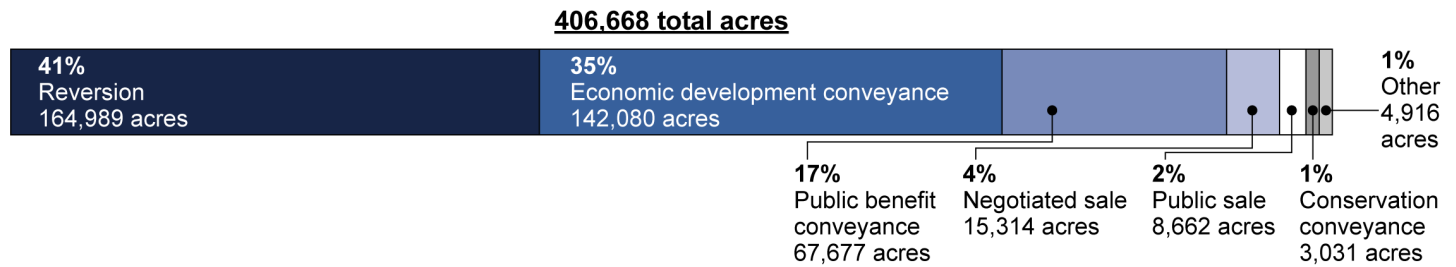 406,668 total acres
41%
Reversion
164,989 acres
35%
Economic development conveyance
142,080 acres
1%
Other
4,916
acres
17%
Public benefit
conveyance
67,677 acres
4%
Negotiated sale
15,314 acres
2%
Public sale
8,662 acres
1%
Conservation
conveyance
3,031 acres